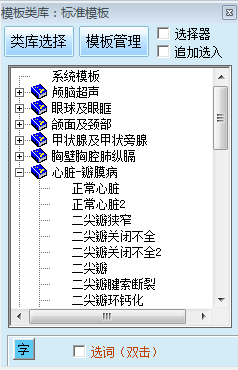 模板类库：标准模板
类库选择 模板管理 选择器
追加选入
系统模板
颅脑超声
眼球及眼眶
颌面及颈部
甲状腺及甲状旁腺
胸壁胸腔肺纵膈
心脏-瓣膜病
正常心脏
正常心脏2
二尖瓣狭窄
二尖瓣关闭不全
二尖瓣关闭不全2
二尖瓣
二尖瓣腱索断裂
二尖瓣环钙化
字 选词（双击）